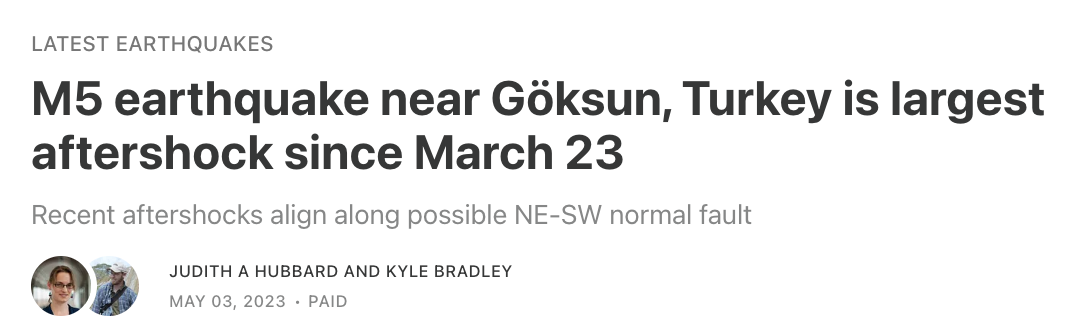 LATEST EARTHQUAKES
M5 earthquake near Göksun, Turkey is largest
aftershock since March 23
Recent aftershocks align along possible NE-SW normal fault
JUDITH A HUBBARD AND KYLE BRADLEY
MAY 03, 2023 · PAID